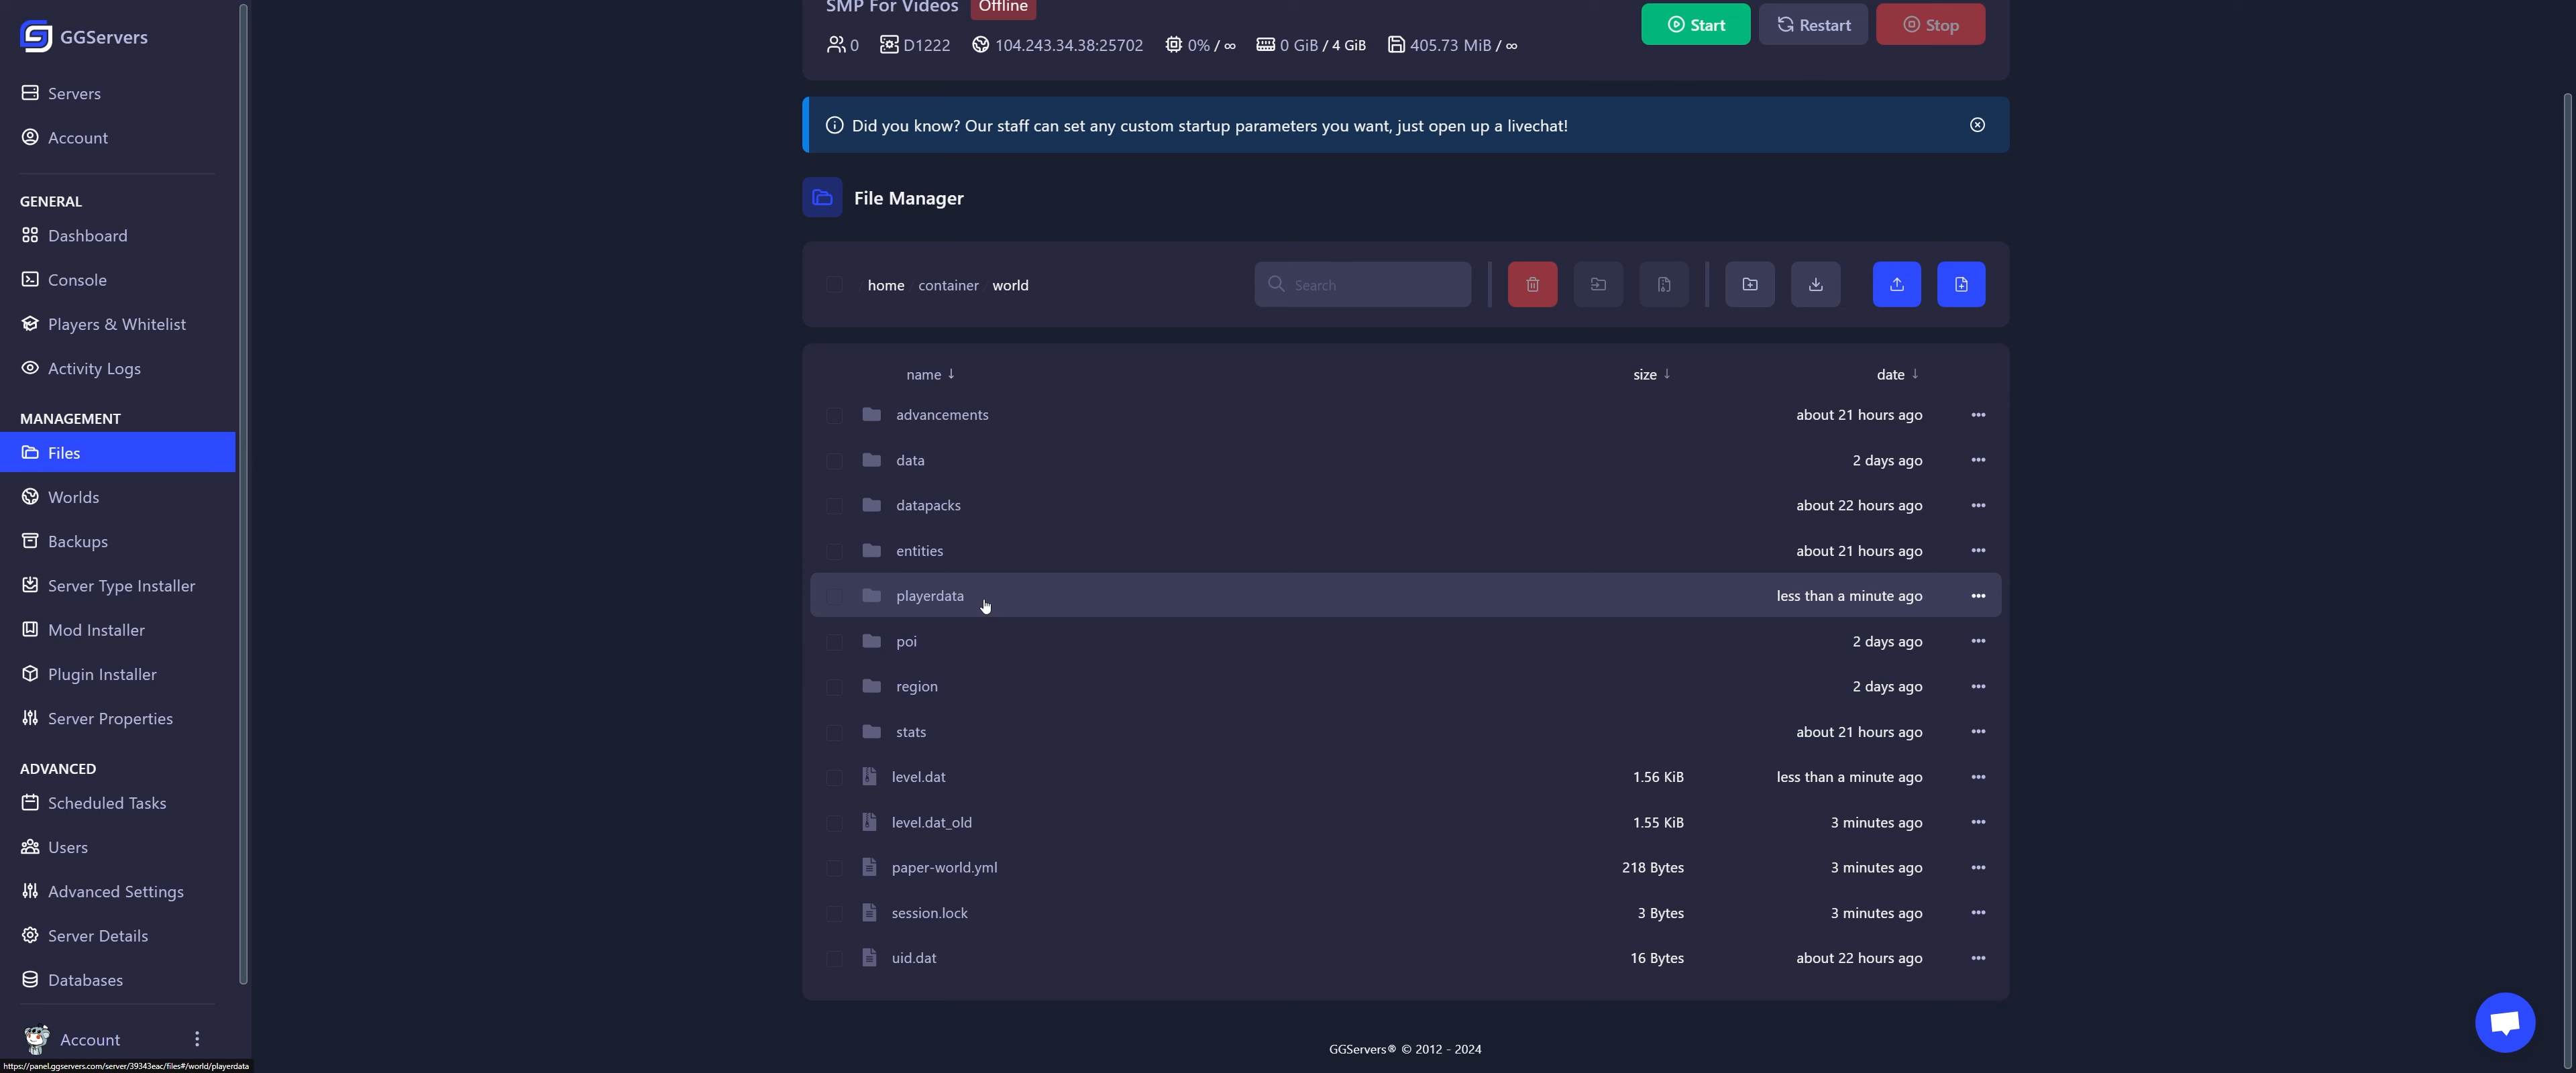 GGServers
Servers
Account
GENERAL
Dashboard
Console
Players & Whitelist
Activity Logs
MANAGEMENT
Files
Worlds
Backups
Server Type Installer
Mod Installer
Plugin Installer
Server Properties
ADVANCED
Scheduled Tasks
Users
Advanced Settings
Server Details
Databases
Account
https://panel.ggservers.com/server/39343eac/files#/world/playerdata
SMP For Videos Offline
0 D1222 104.243.34.38:25702 0% / ∞ 0 GiB / 4 GiB 405.73 MiB / ∞
Start Restart Stop
Did you know? Our staff can set any custom startup parameters you want, just open up a livechat!
File Manager
/ home / container / world Search
name ↓ size ↓ date ↓
advancements about 21 hours ago
data 2 days ago
datapacks about 22 hours ago
entities about 21 hours ago
playerdata less than a minute ago
poi 2 days ago
region 2 days ago
stats about 21 hours ago
level.dat 1.56 KiB less than a minute ago
level.dat_old 1.55 KiB 3 minutes ago
paper-world.yml 218 Bytes 3 minutes ago
session.lock 3 Bytes 3 minutes ago
uid.dat 16 Bytes about 22 hours ago
GGServers® © 2012 - 2024